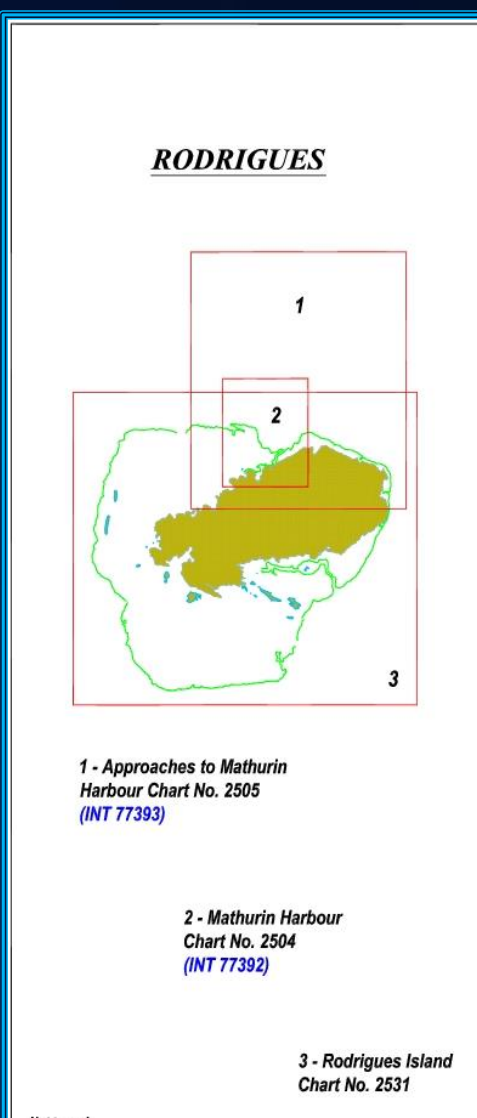 RODRIGUES
1
2
3
1 - Approaches to Mathurin
Harbour Chart No. 2505
(INT 77393)
2 - Mathurin Harbour
Chart No. 2504
(INT 77392)
3 - Rodrigues Island
Chart No. 2531